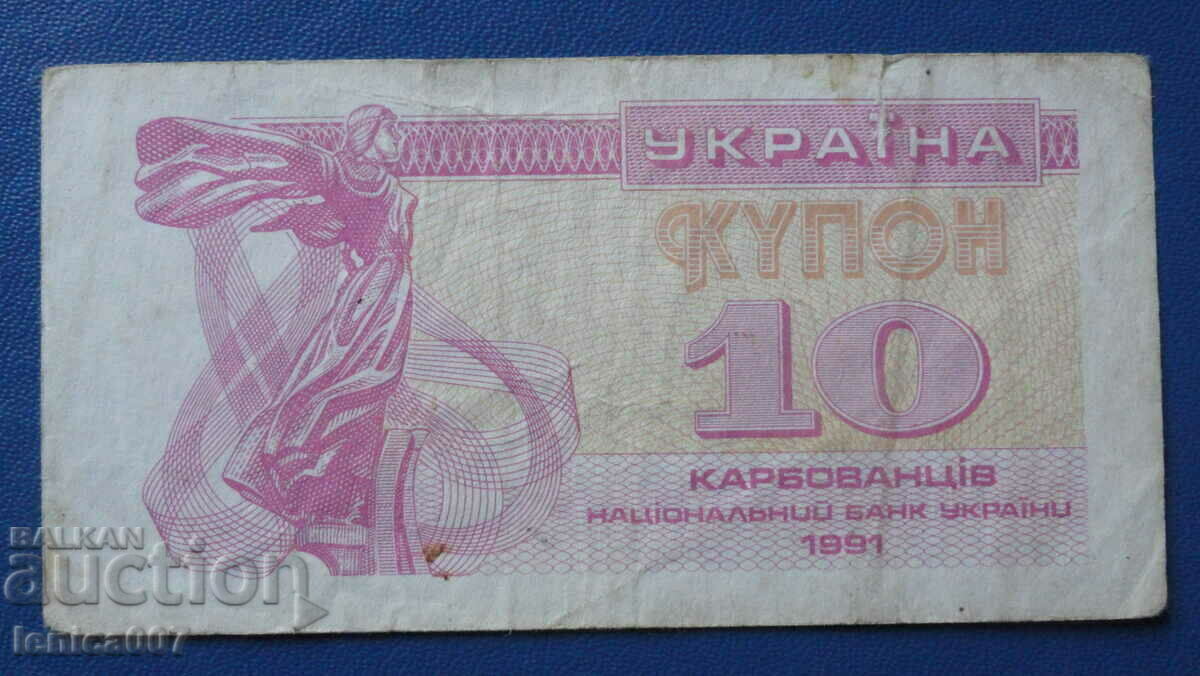 УКРАЇНА
КУПОН
10
КАРБОВАНЦІВ
НАЦІОНАЛЬНИЙ БАНК УКРАЇНИ
1991
BALKAN
auction
lenica007